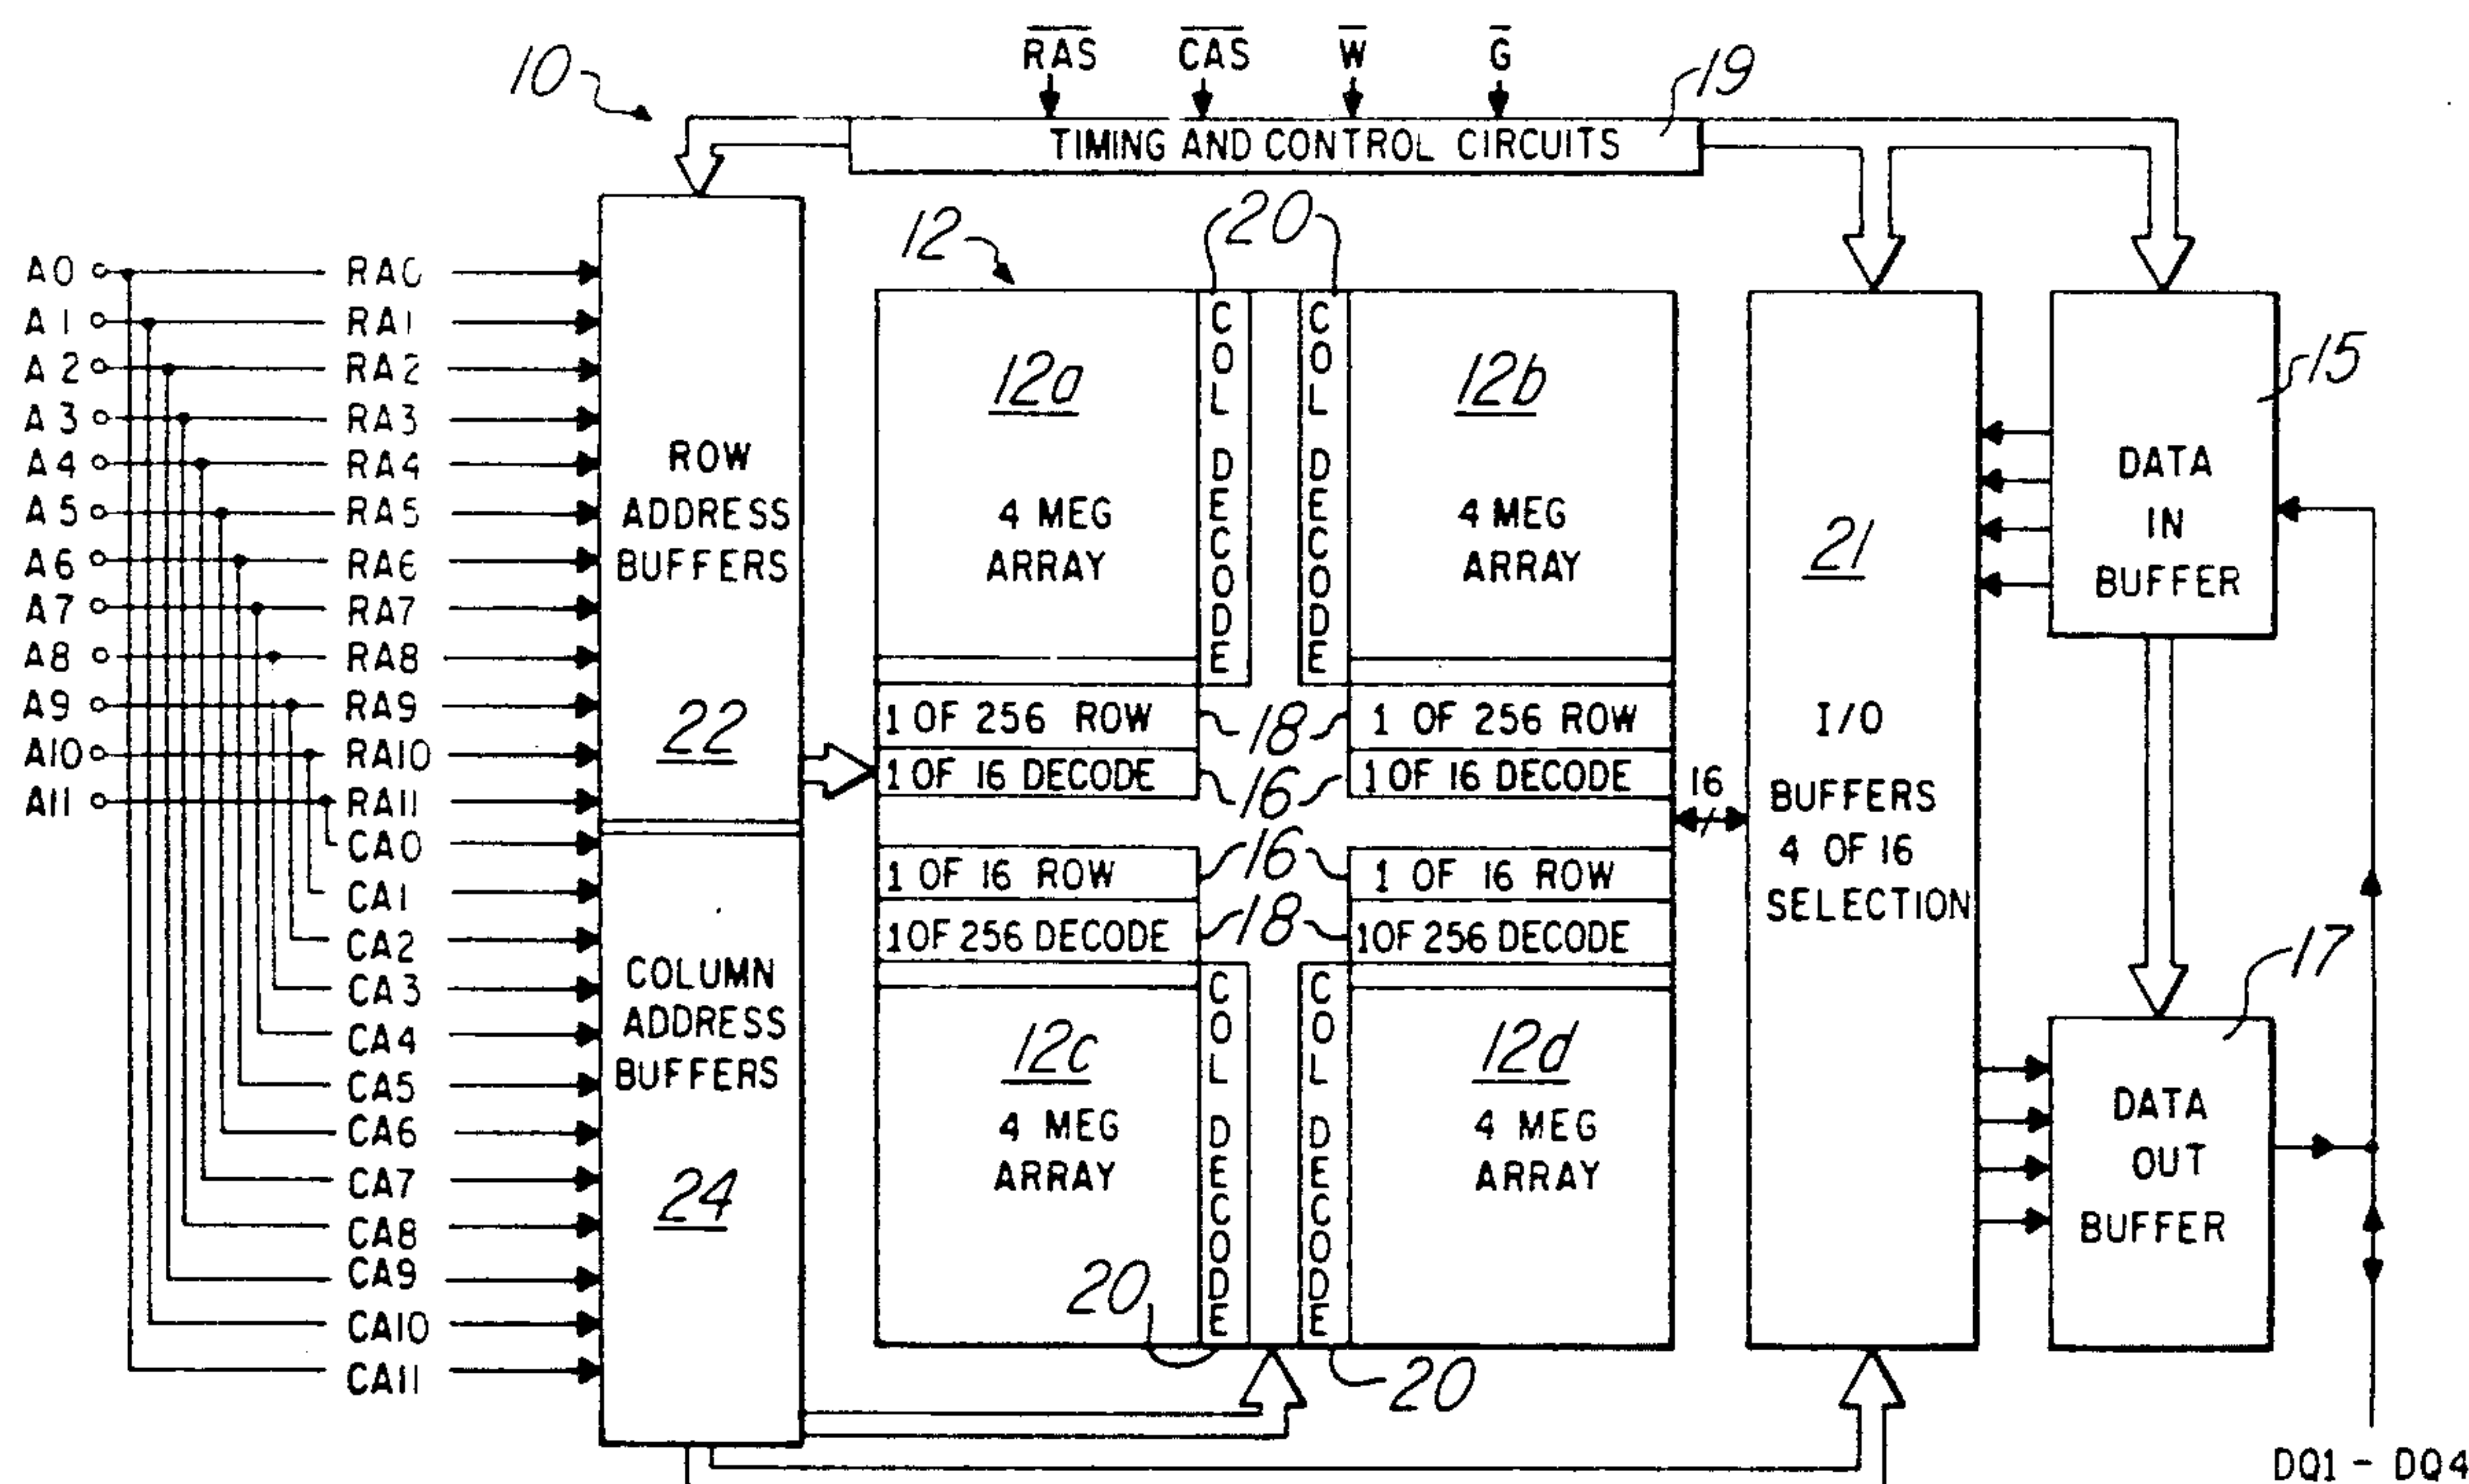 RAS CAS W G
10
19
TIMING AND CONTROL CIRCUITS
A0 RA0
A1 RA1
A2 RA2
A3 RA3
A4 RA4
A5 RA5
A6 RA6
A7 RA7
A8 RA8
A9 RA9
A10 RA10
A11 RA11
CA0
CA1
CA2
CA3
CA4
CA5
CA6
CA7
CA8
CA9
CA10
CA11
ROW
ADDRESS
BUFFERS
22
COLUMN
ADDRESS
BUFFERS
24
12
20
12a
4 MEG
ARRAY
COL DECODE
COL DECODE
12b
4 MEG
ARRAY
1 OF 256 ROW 18 1 OF 256 ROW
1 OF 16 DECODE 16 1 OF 16 DECODE
1 OF 16 ROW 16 1 OF 16 ROW
1 OF 256 DECODE 18 1 OF 256 DECODE
12c
4 MEG
ARRAY
COL DECODE
COL DECODE
12d
4 MEG
ARRAY
20
20
16
21
I/O
BUFFERS
4 OF 16
SELECTION
15
DATA
IN
BUFFER
17
DATA
OUT
BUFFER
DQ1 - DQ4